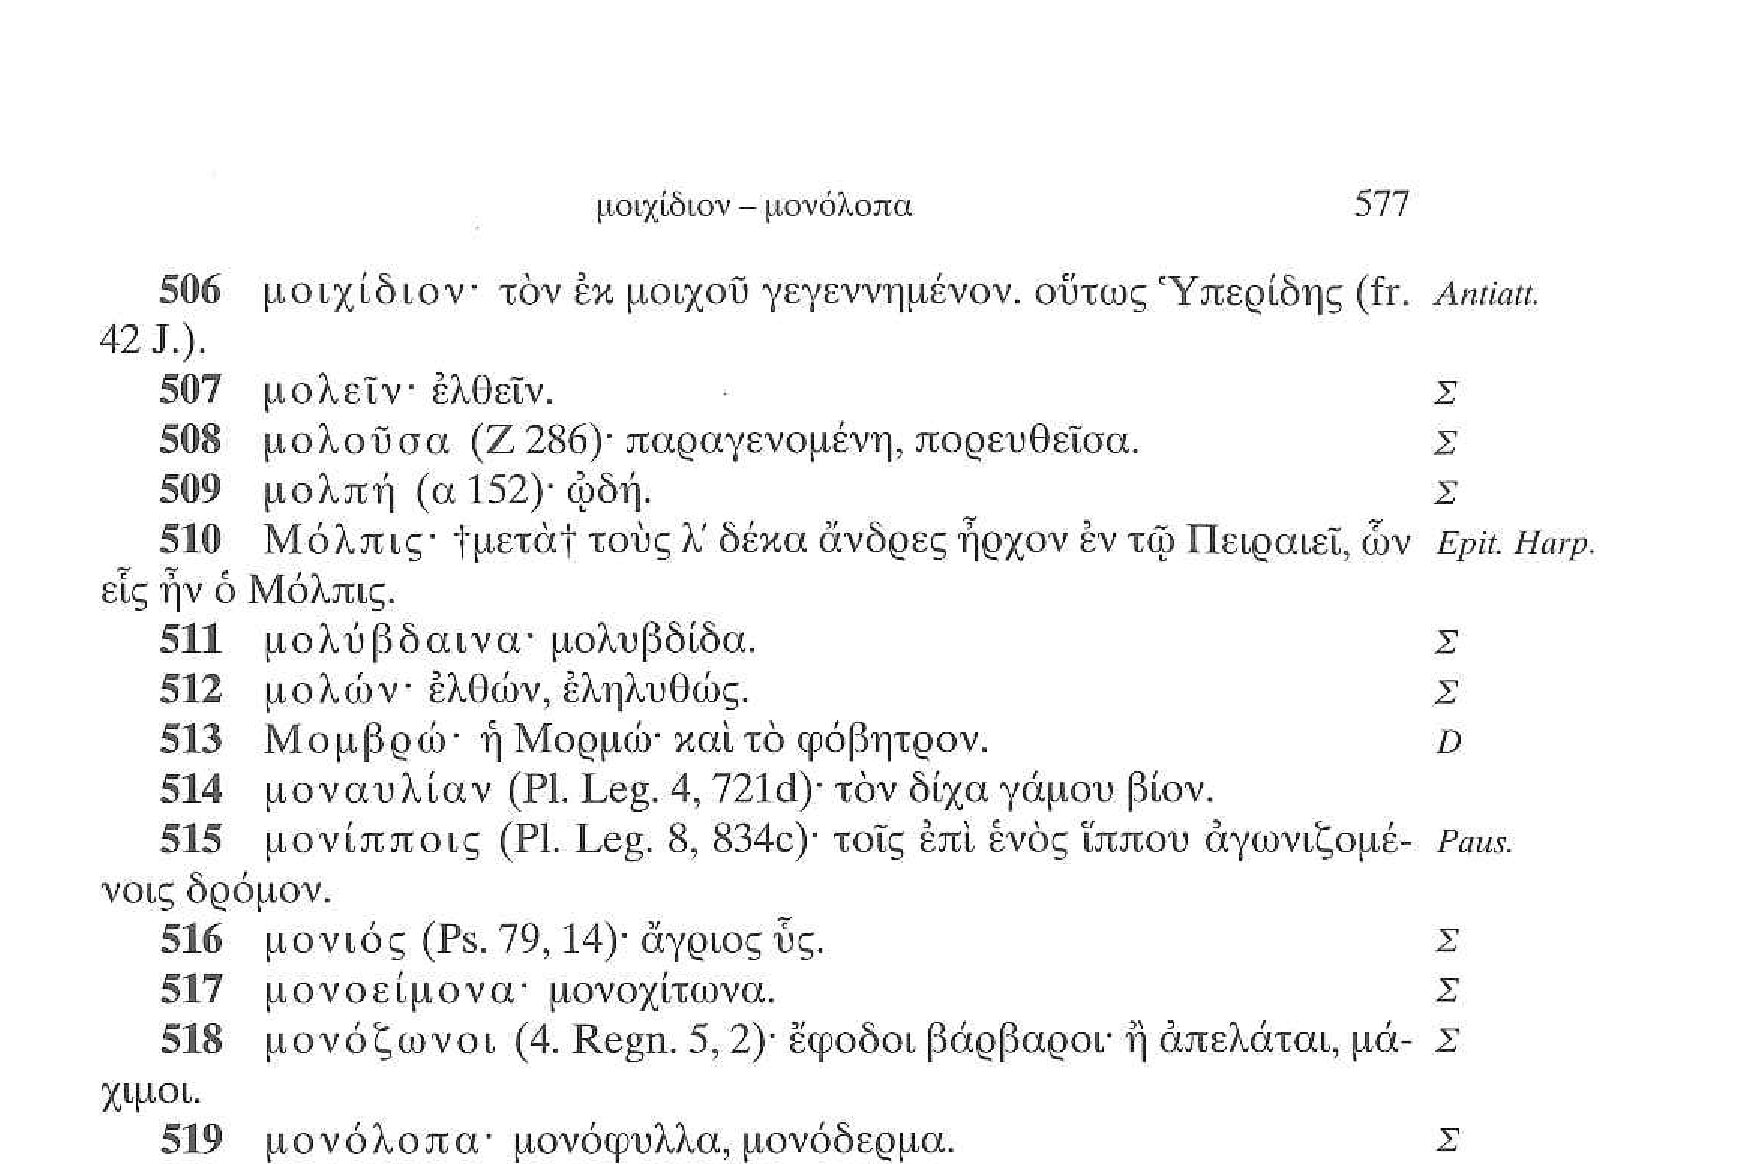 μοιχίδιον – μονόλοπα 577
506 μοιχίδιον· τὸν ἐκ μοιχοῦ γεγεννημένον. οὕτως Ὑπερίδης (fr. Antiatt.
42 J.).
507 μολεῖν· ἐλθεῖν. Σ
508 μολοῦσα (Ζ 286)· παραγενομένη, πορευθεῖσα. Σ
509 μολπή (α 152)· ᾠδή. Σ
510 Μόλπις· †μετὰ† τοὺς λʹ δέκα ἄνδρες ἦρχον ἐν τῷ Πειραιεῖ, ὧν Epit. Harp.
εἷς ἦν ὁ Μόλπις.
511 μολύβδαινα· μολυβδίδα. Σ
512 μολών· ἐλθών, ἐληλυθώς. Σ
513 Μομβρώ· ἡ Μορμώ· καὶ τὸ φόβητρον. D
514 μοναυλίαν (Pl. Leg. 4, 721d)· τὸν δίχα γάμου βίον.
515 μονίπποις (Pl. Leg. 8, 834c)· τοῖς ἐπὶ ἑνὸς ἵππου ἀγωνιζομέ- Paus.
νοις δρόμον.
516 μονιός (Ps. 79, 14)· ἄγριος ὗς. Σ
517 μονοείμονα· μονοχίτωνα. Σ
518 μονόζωνοι (4. Regn. 5, 2)· ἔφοδοι βάρβαροι· ἢ ἀπελάται, μά- Σ
χιμοι.
519 μονόλοπα· μονόφυλλα, μονόδερμα. Σ